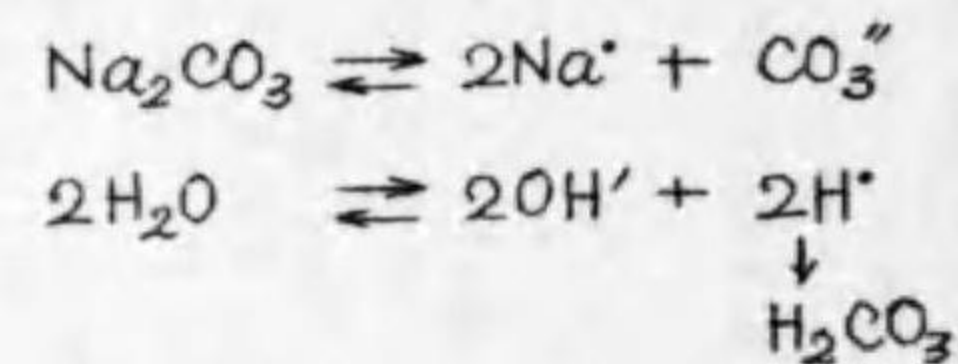 Na₂CO₃ ⇌ 2Na˙ + CO₃″
2H₂O ⇌ 2OH′ + 2H˙
↓
H₂CO₃